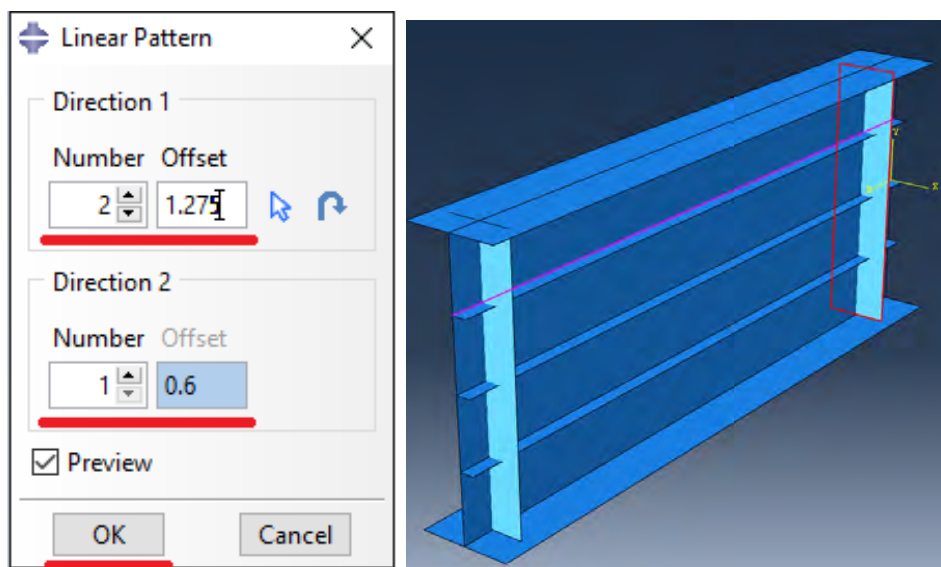 Linear Pattern
Direction 1
Number Offset
2 1.275
Direction 2
Number Offset
1 0.6
Preview
OK Cancel
Y
X